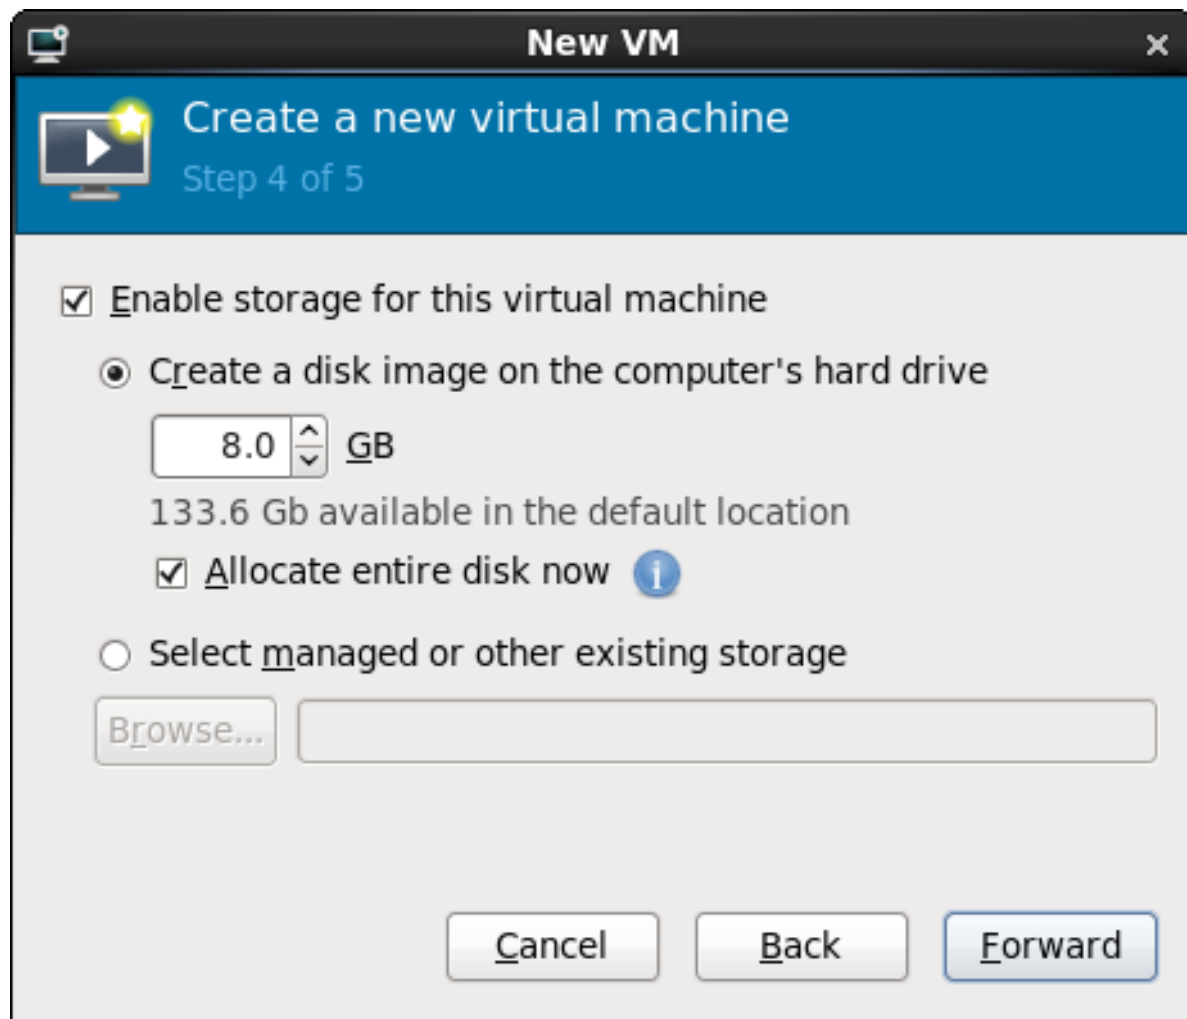 New VM
Create a new virtual machine
Step 4 of 5
Enable storage for this virtual machine
Create a disk image on the computer's hard drive
8.0 GB
133.6 Gb available in the default location
Allocate entire disk now
Select managed or other existing storage
Browse...
Cancel Back Forward